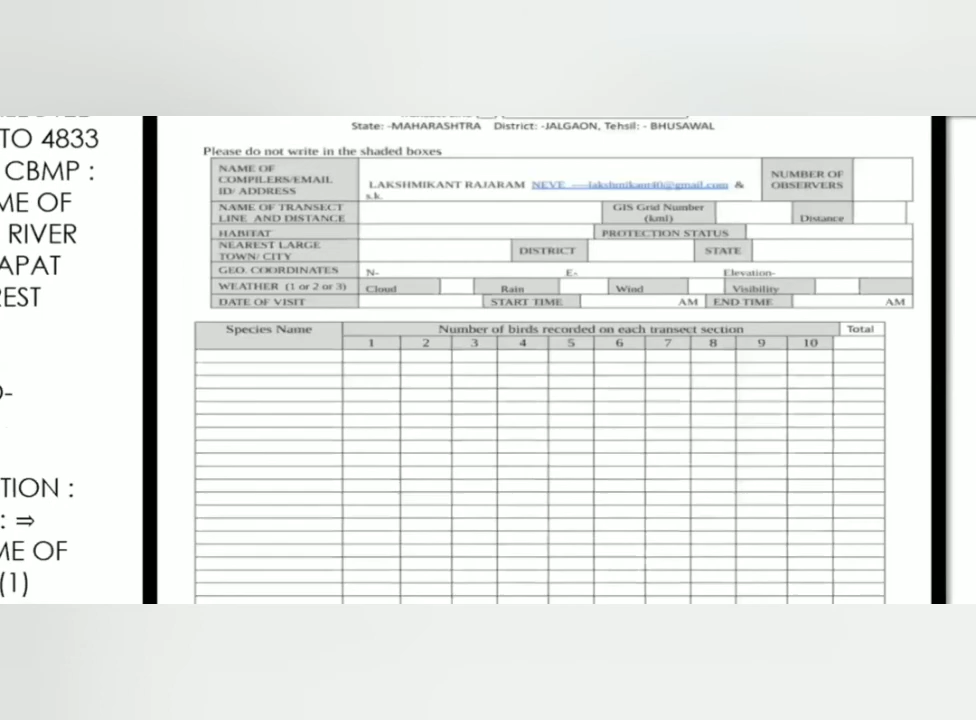 TO 4833
CBMP :
ME OF
RIVER
APAT
REST
O-
TION :
: ⇒
ME OF
(1)
State: -MAHARASHTRA District: -JALGAON, Tehsil: - BHUSAWAL
Please do not write in the shaded boxes
NAME OF COMPILERS/EMAIL ID/ ADDRESS
LAKSHMIKANT RAJARAM NEVE ----lakshmikant40@gmail.com &
s.k.
NUMBER OF OBSERVERS
NAME OF TRANSECT LINE AND DISTANCE
GIS Grid Number (kml)
Distance
HABITAT
PROTECTION STATUS
NEAREST LARGE TOWN/ CITY
DISTRICT
STATE
GEO. COORDINATES
N-
E-
Elevation-
WEATHER (1 or 2 or 3)
Cloud
Rain
Wind
Visibility
DATE OF VISIT
START TIME
AM
END TIME
AM
Species Name
Number of birds recorded on each transect section
Total
1 2 3 4 5 6 7 8 9 10